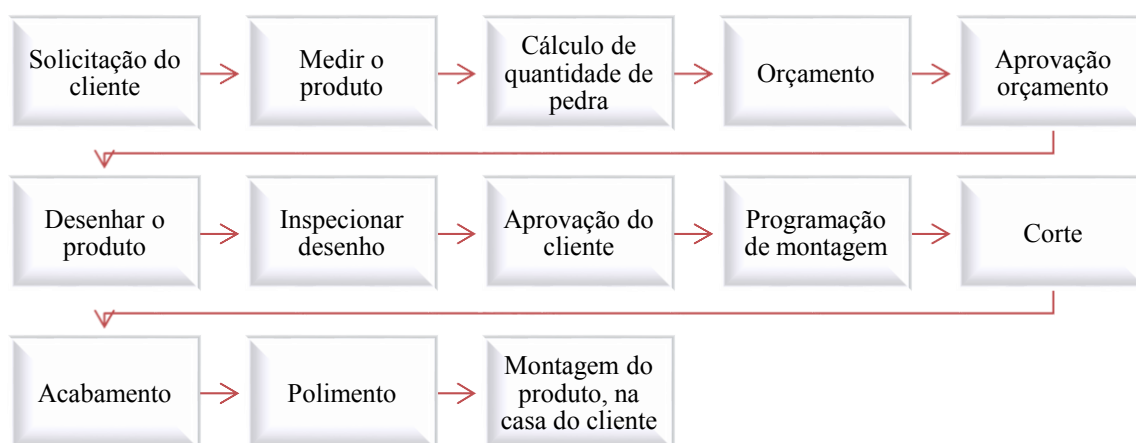 Solicitação do
cliente
Medir o
produto
Cálculo de
quantidade de
pedra
Orçamento
Aprovação
orçamento
Desenhar o
produto
Inspecionar
desenho
Aprovação do
cliente
Programação
de montagem
Corte
Acabamento
Polimento
Montagem do
produto, na
casa do cliente